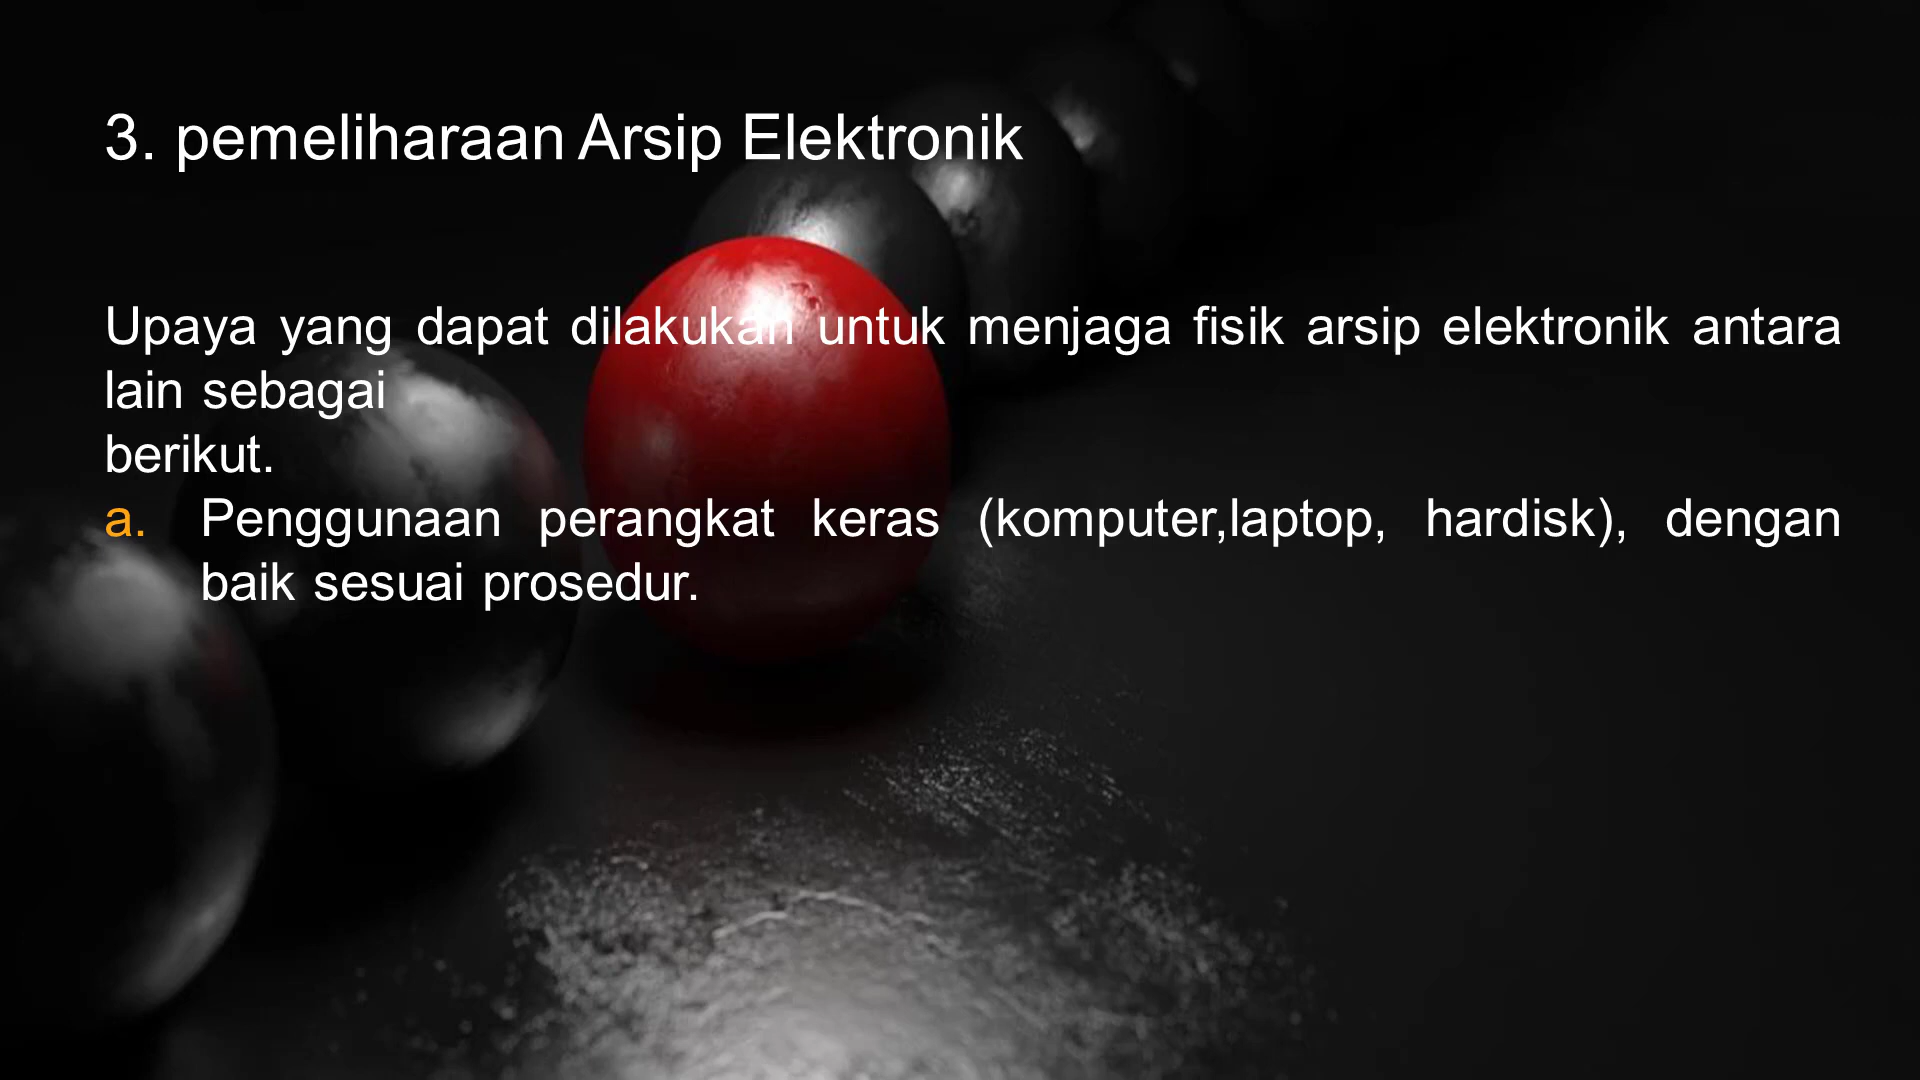 3. pemeliharaan Arsip Elektronik
Upaya yang dapat dilakukan untuk menjaga fisik arsip elektronik antara
lain sebagai
berikut.
a. Penggunaan perangkat keras (komputer,laptop, hardisk), dengan
baik sesuai prosedur.